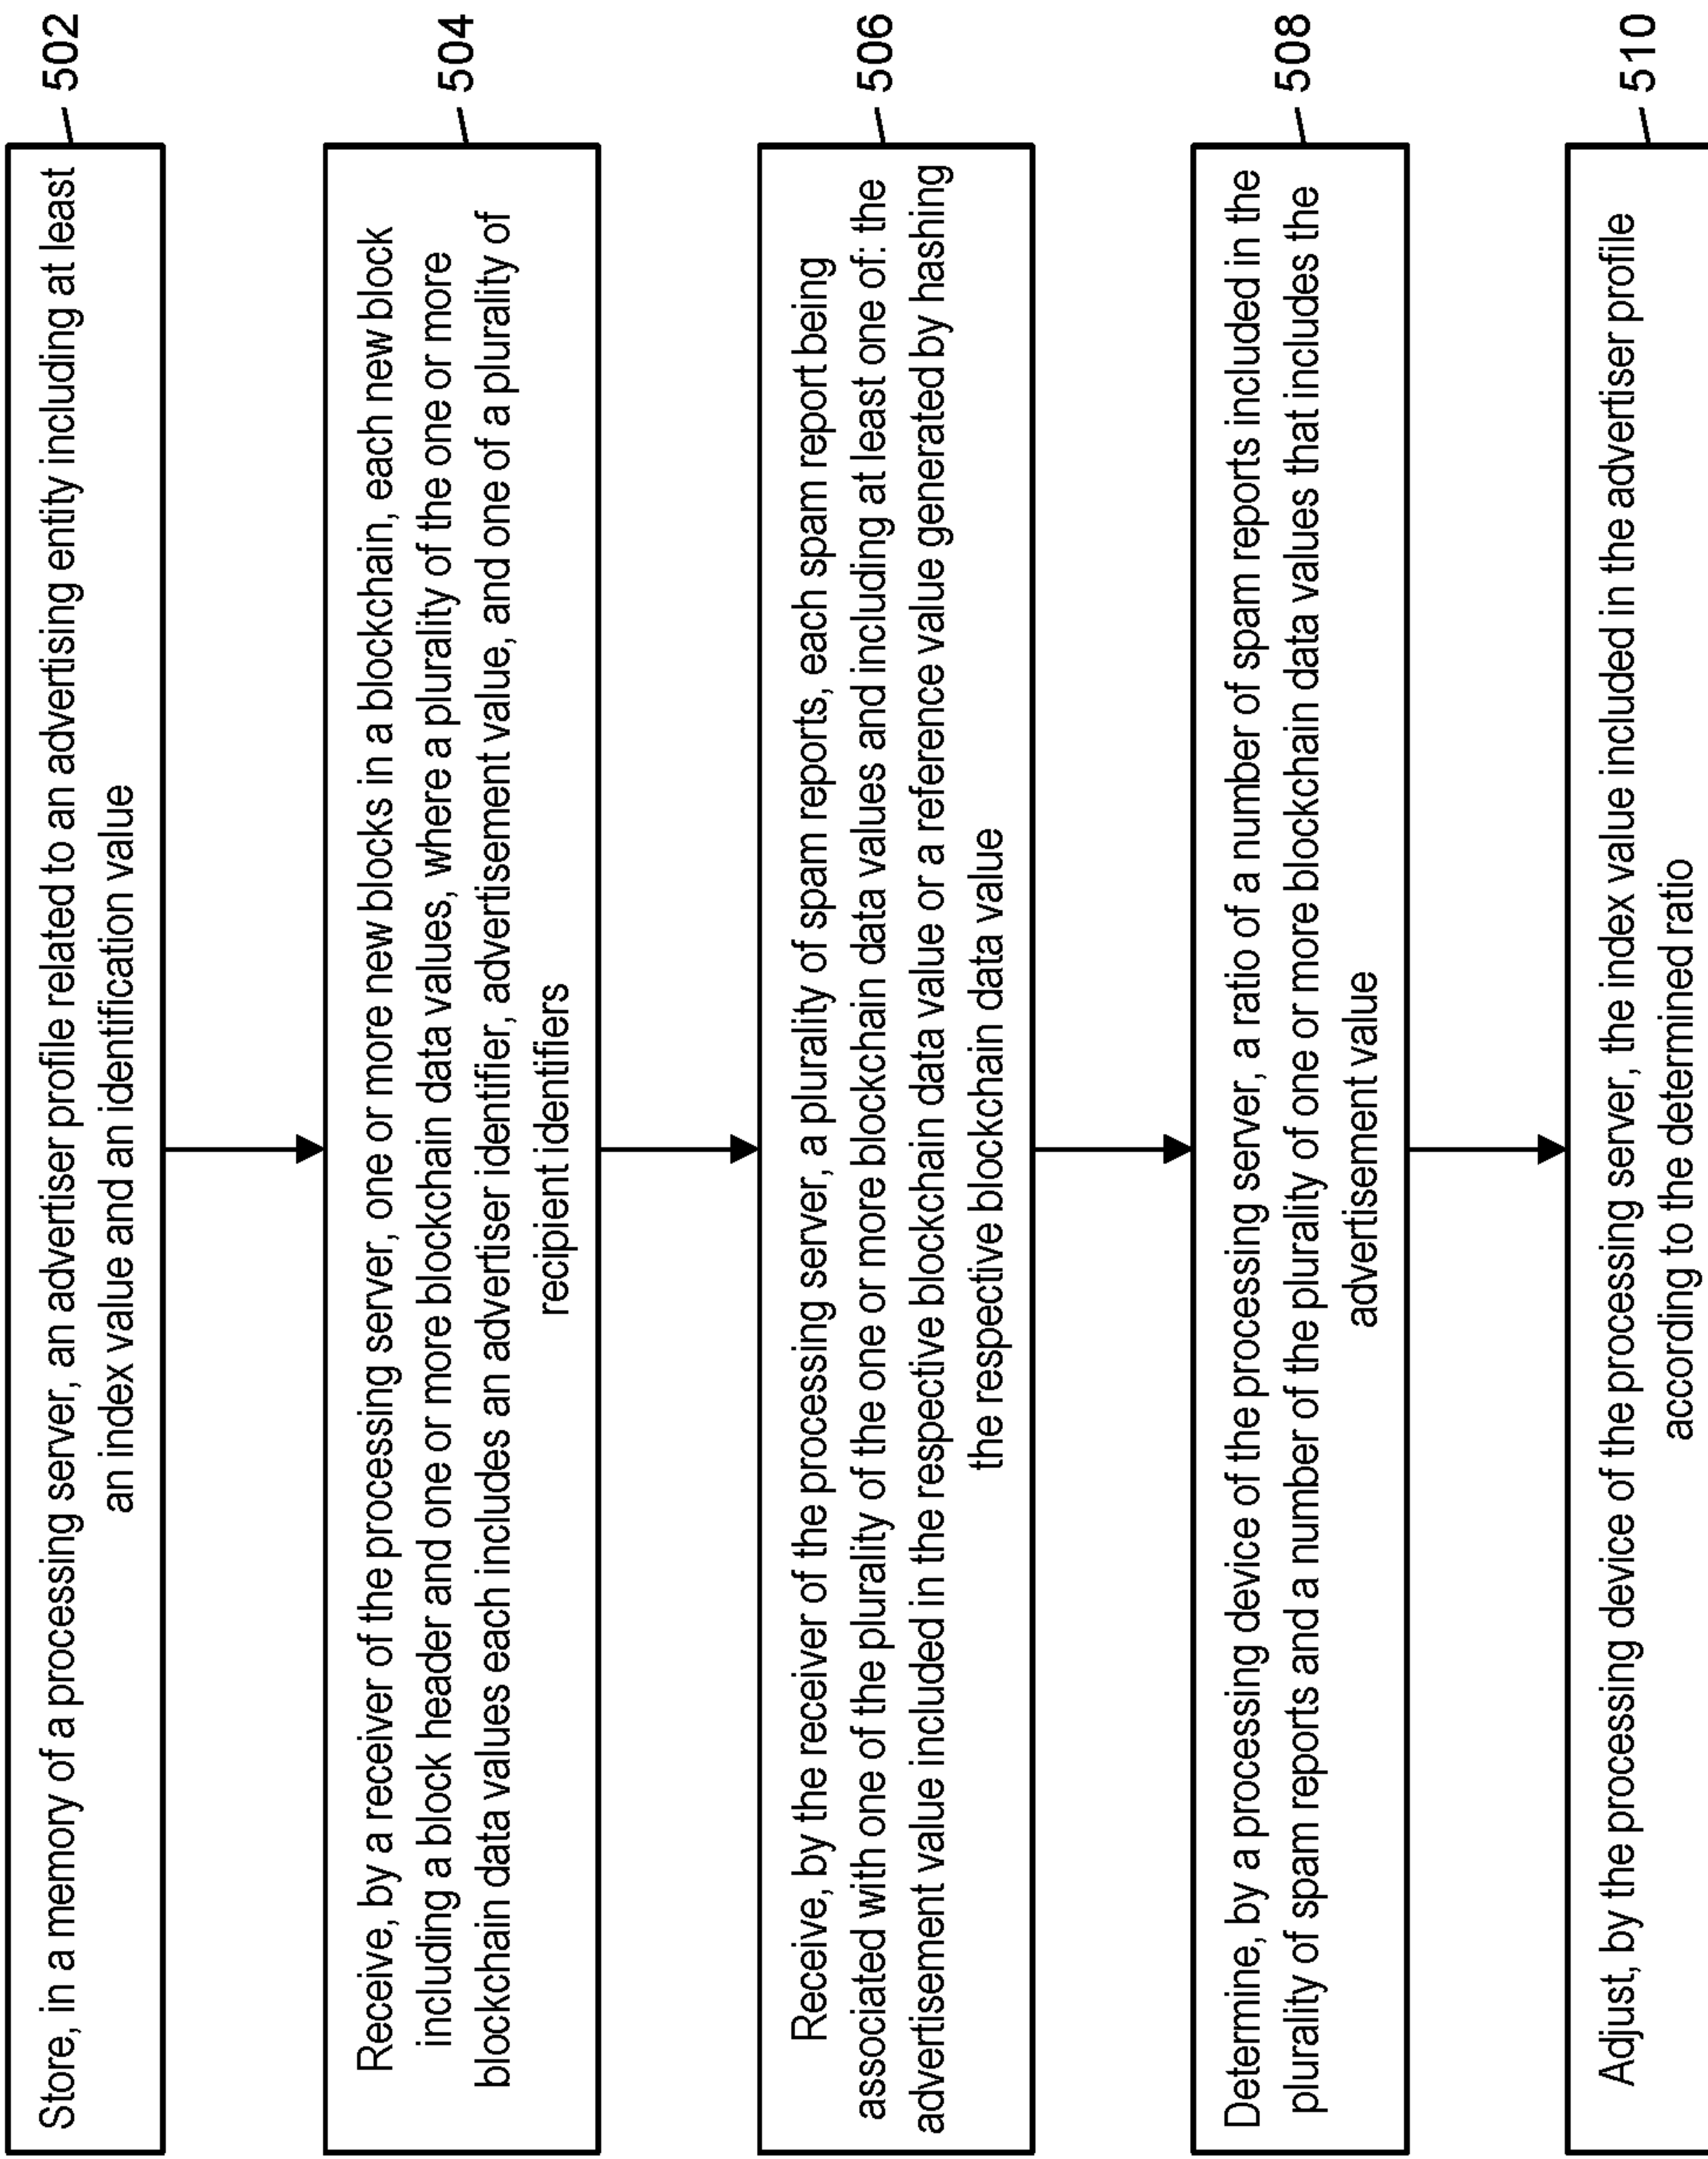 Store, in a memory of a processing server, an advertiser profile related to an advertising entity including at least
an index value and an identification value
502
Receive, by a receiver of the processing server, one or more new blocks in a blockchain, each new block
including a block header and one or more blockchain data values, where a plurality of the one or more
blockchain data values each includes an advertiser identifier, advertisement value, and one of a plurality of
recipient identifiers
504
Receive, by the receiver of the processing server, a plurality of spam reports, each spam report being
associated with one of the plurality of the one or more blockchain data values and including at least one of: the
advertisement value included in the respective blockchain data value or a reference value generated by hashing
the respective blockchain data value
506
Determine, by a processing device of the processing server, a ratio of a number of spam reports included in the
plurality of spam reports and a number of the plurality of one or more blockchain data values that includes the
advertisement value
508
Adjust, by the processing device of the processing server, the index value included in the advertiser profile
according to the determined ratio
510